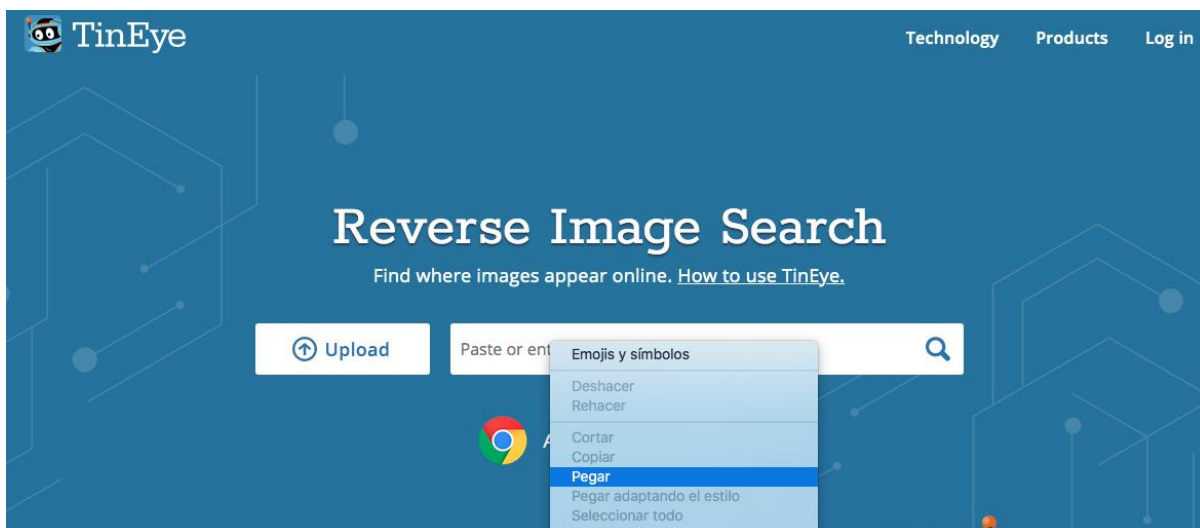 TinEye
Technology Products Log in
Reverse Image Search
Find where images appear online. How to use TinEye.
Upload
Paste or ent
Emojis y símbolos
Deshacer
Rehacer
Cortar
Copiar
Pegar
Pegar adaptando el estilo
Seleccionar todo